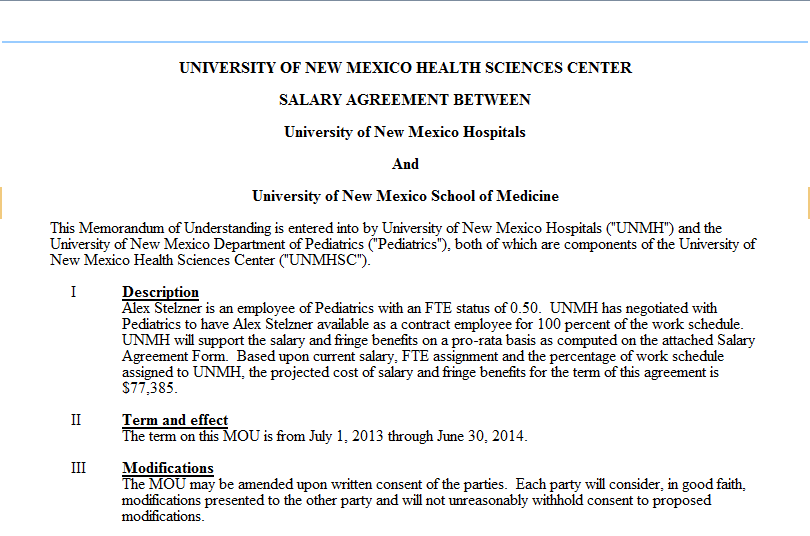 UNIVERSITY OF NEW MEXICO HEALTH SCIENCES CENTER
SALARY AGREEMENT BETWEEN
University of New Mexico Hospitals
And
University of New Mexico School of Medicine
This Memorandum of Understanding is entered into by University of New Mexico Hospitals ("UNMH") and the
University of New Mexico Department of Pediatrics ("Pediatrics"), both of which are components of the University of
New Mexico Health Sciences Center ("UNMHSC").
I Description
Alex Stelzner is an employee of Pediatrics with an FTE status of 0.50. UNMH has negotiated with
Pediatrics to have Alex Stelzner available as a contract employee for 100 percent of the work schedule.
UNMH will support the salary and fringe benefits on a pro-rata basis as computed on the attached Salary
Agreement Form. Based upon current salary, FTE assignment and the percentage of work schedule
assigned to UNMH, the projected cost of salary and fringe benefits for the term of this agreement is
$77,385.
II Term and effect
The term on this MOU is from July 1, 2013 through June 30, 2014.
III Modifications
The MOU may be amended upon written consent of the parties. Each party will consider, in good faith,
modifications presented to the other party and will not unreasonably withhold consent to proposed
modifications.